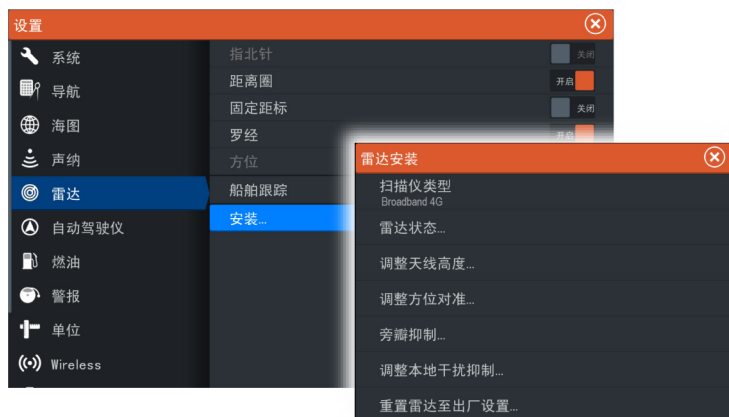 设置
系统
导航
海图
声纳
雷达
自动驾驶仪
燃油
警报
单位
Wireless
指北针 关闭
距离圈 开启
固定距标 关闭
罗经 开启
方位
船舶跟踪
安装…
雷达安装
扫描仪类型
Broadband 4G
雷达状态…
调整天线高度…
调整方位对准…
旁瓣抑制…
调整本地干扰抑制…
重置雷达至出厂设置…